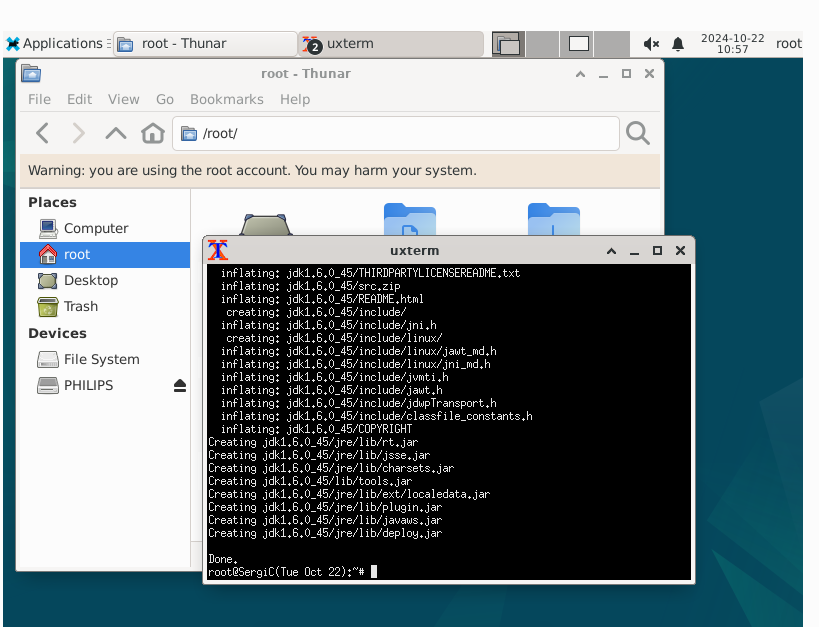 Applications
root - Thunar
2
uxterm
2024-10-22
10:57
root
root - Thunar
File Edit View Go Bookmarks Help
/root/
Warning: you are using the root account. You may harm your system.
Places
Computer
root
Desktop
Trash
Devices
File System
PHILIPS
uxterm
inflating: jdk1.6.0_45/THIRDPARTYLICENSEREADME.txt
inflating: jdk1.6.0_45/src.zip
inflating: jdk1.6.0_45/README.html
creating: jdk1.6.0_45/include/
inflating: jdk1.6.0_45/include/jni.h
creating: jdk1.6.0_45/include/linux/
inflating: jdk1.6.0_45/include/linux/jawt_md.h
inflating: jdk1.6.0_45/include/linux/jni_md.h
inflating: jdk1.6.0_45/include/jvmti.h
inflating: jdk1.6.0_45/include/jawt.h
inflating: jdk1.6.0_45/include/jdwpTransport.h
inflating: jdk1.6.0_45/include/classfile_constants.h
inflating: jdk1.6.0_45/COPYRIGHT
Creating jdk1.6.0_45/jre/lib/rt.jar
Creating jdk1.6.0_45/jre/lib/jsse.jar
Creating jdk1.6.0_45/jre/lib/charsets.jar
Creating jdk1.6.0_45/lib/tools.jar
Creating jdk1.6.0_45/jre/lib/ext/localedata.jar
Creating jdk1.6.0_45/jre/lib/plugin.jar
Creating jdk1.6.0_45/jre/lib/javaws.jar
Creating jdk1.6.0_45/jre/lib/deploy.jar
Done.
root@SergiC(Tue Oct 22):~#